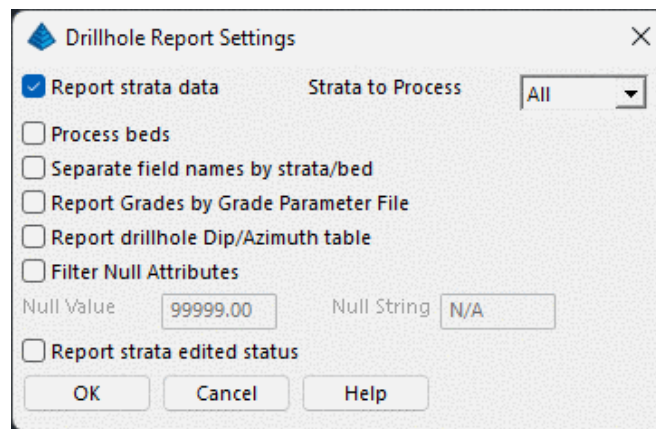 Drillhole Report Settings
Report strata data Strata to Process All
Process beds
Separate field names by strata/bed
Report Grades by Grade Parameter File
Report drillhole Dip/Azimuth table
Filter Null Attributes
Null Value 99999.00 Null String N/A
Report strata edited status
OK Cancel Help